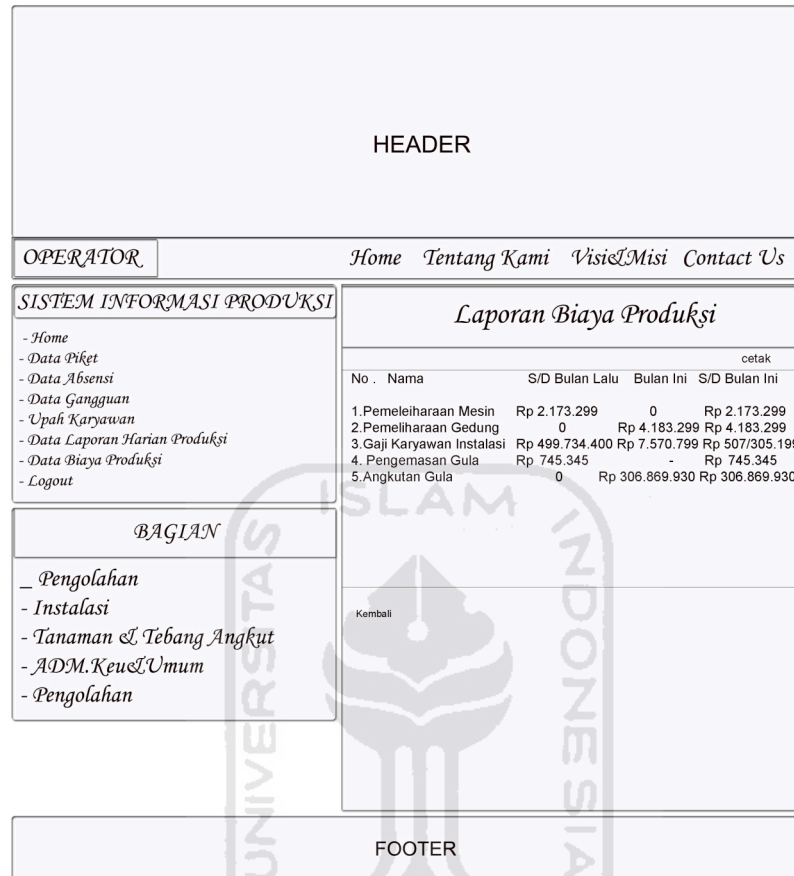 HEADER
OPERATOR Home Tentang Kami Visi&Misi Contact Us
SISTEM INFORMASI PRODUKSI
- Home
- Data Piket
- Data Absensi
- Data Gangguan
- Upah Karyawan
- Data Laporan Harian Produksi
- Data Biaya Produksi
- Logout
BAGIAN
_ Pengolahan
- Instalasi
- Tanaman & Tebang Angkut
- ADM.Keu&Umum
- Pengolahan
Laporan Biaya Produksi
cetak
No . Nama S/D Bulan Lalu Bulan Ini S/D Bulan Ini
1.Pemeleiharaan Mesin Rp 2.173.299 0 Rp 2.173.299
2.Pemeliharaan Gedung 0 Rp 4.183.299 Rp 4.183.299
3.Gaji Karyawan Instalasi Rp 499.734.400 Rp 7.570.799 Rp 507/305.199
4. Pengemasan Gula Rp 745.345 - Rp 745.345
5.Angkutan Gula 0 Rp 306.869.930 Rp 306.869.930
Kembali
UNIVERSITAS
ISLAM
INDONESIA
FOOTER